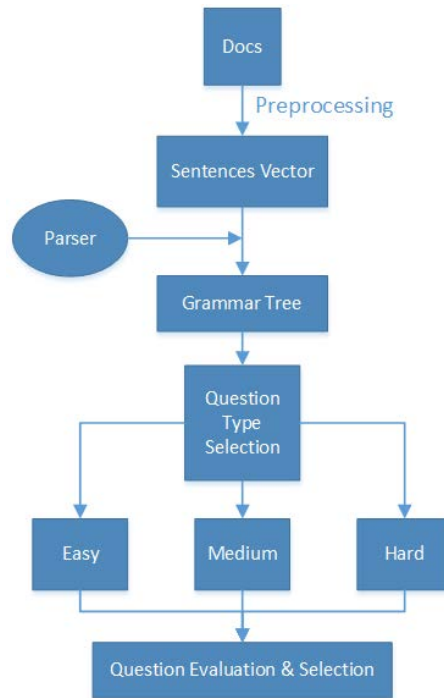 Docs
Preprocessing
Sentences Vector
Parser
Grammar Tree
Question
Type
Selection
Easy
Medium
Hard
Question Evaluation & Selection